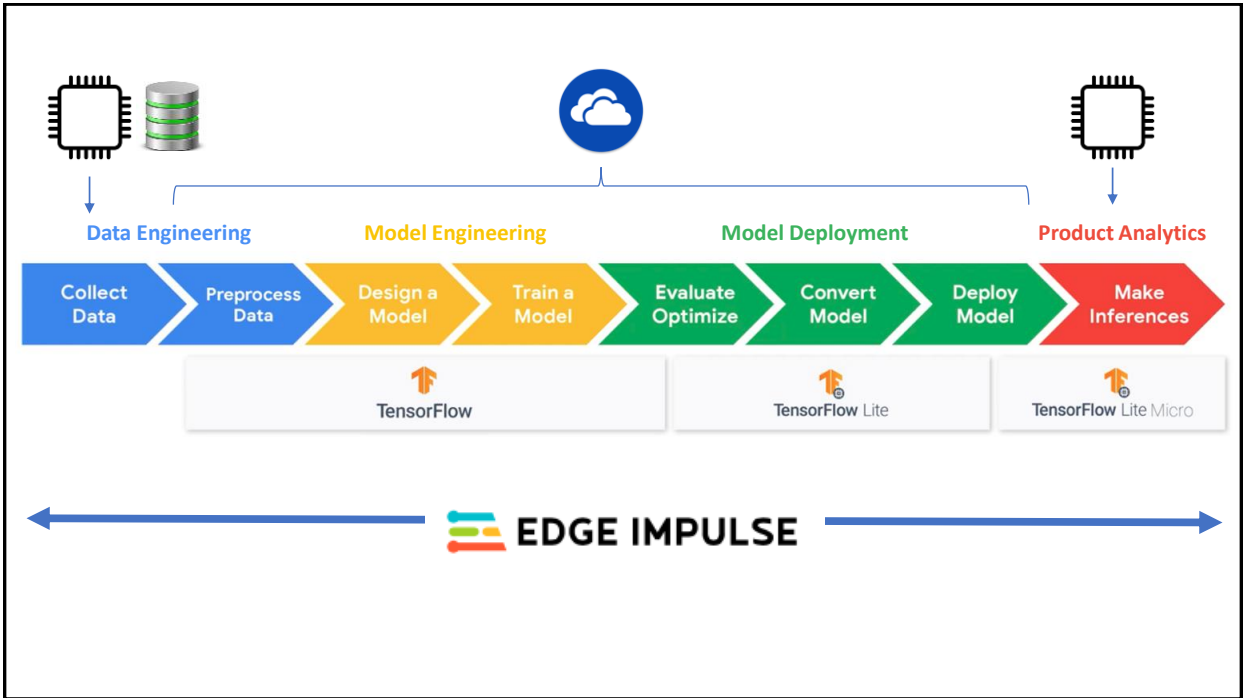 Data Engineering
Model Engineering
Model Deployment
Product Analytics
Collect
Data
Preprocess
Data
Design a
Model
Train a
Model
Evaluate
Optimize
Convert
Model
Deploy
Model
Make
Inferences
TensorFlow
TensorFlow Lite
TensorFlow Lite Micro
EDGE IMPULSE